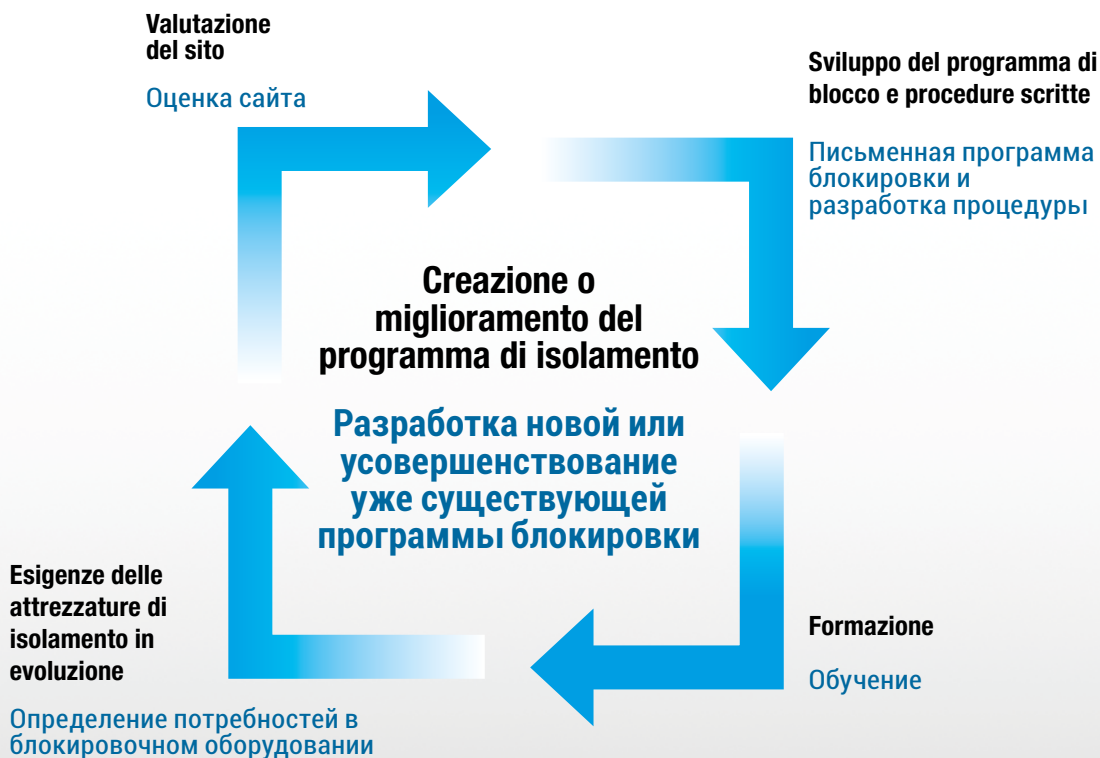 Valutazione
del sito
Оценка сайта
Sviluppo del programma di
blocco e procedure scritte
Письменная программа
блокировки и
разработка процедуры
Creazione o
miglioramento del
programma di isolamento
Разработка новой или
усовершенствование
уже существующей
программы блокировки
Esigenze delle
attrezzature di
isolamento in
evoluzione
Определение потребностей в
блокировочном оборудовании
Formazione
Обучение